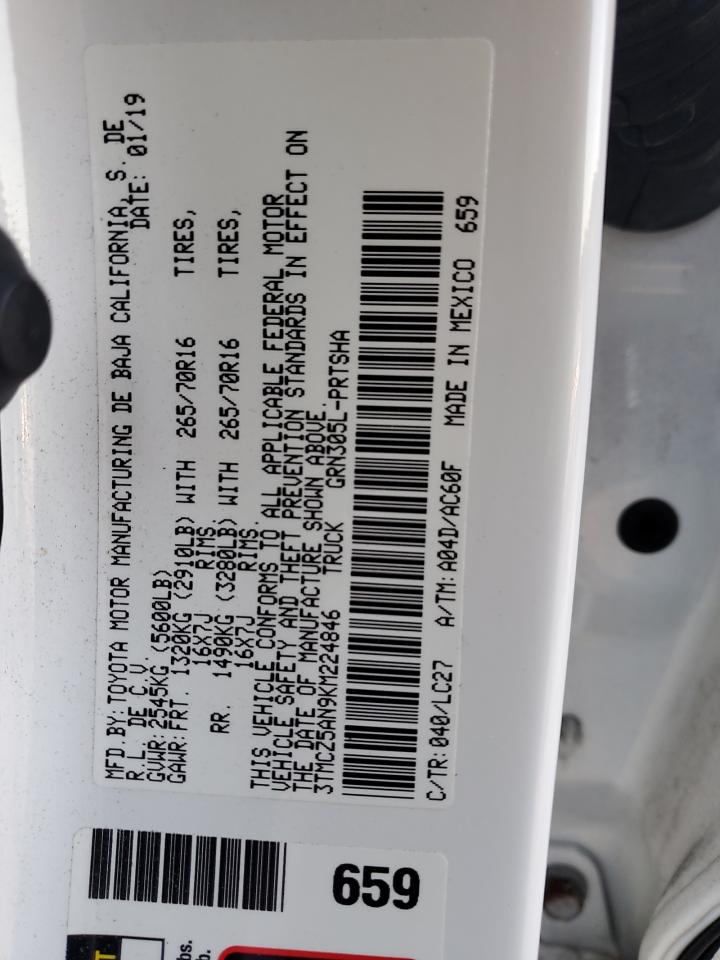 MFD BY: TOYOTA MOTOR MANUFACTURING DE BAJA CALIFORNIA, S. DE
R.L. DE C.V. DATE: 01/19
GVWR: 2545KG (5600LB)
GAWR: FRT. 1320KG (2910LB) WITH 265/70R16 TIRES,
16X7J RIMS
RR. 1490KG (3280LB) WITH 265/70R16 TIRES,
16X7J RIMS.
THIS VEHICLE CONFORMS TO ALL APPLICABLE FEDERAL MOTOR
VEHICLE SAFETY AND THEFT PREVENTION STANDARDS IN EFFECT ON
THE DATE OF MANUFACTURE SHOWN ABOVE.
3TMCZ5AN9KM224846 TRUCK GRN305L-PRTSHA
C/TR: 040/LC27 A/TM: A04D/AC60F MADE IN MEXICO 659
659